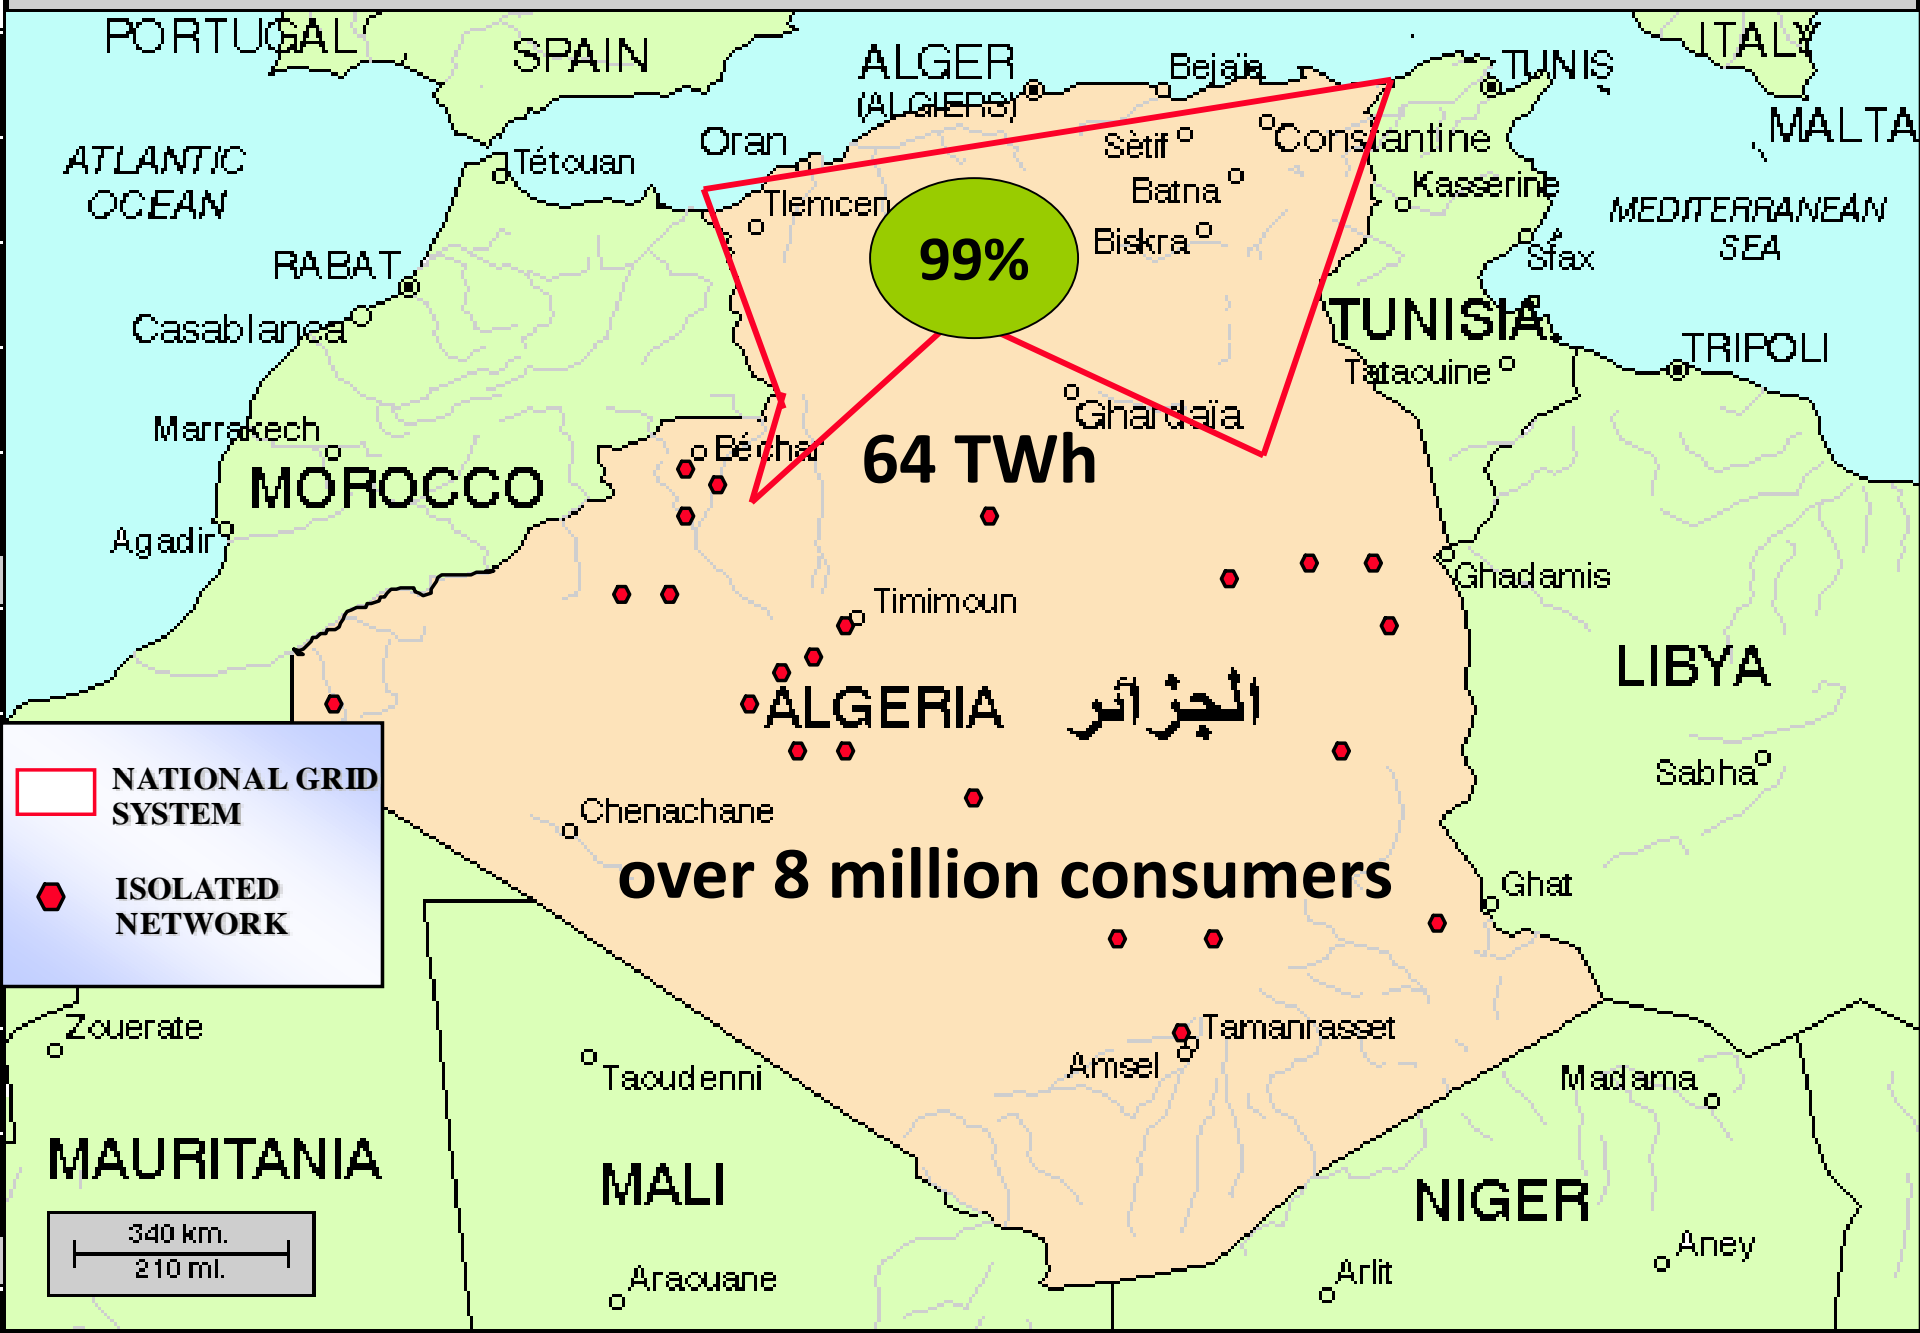 PORTUGAL
SPAIN
ALGER
(ALGIERS)
Bejaïa
TUNIS
ITALY
MALTA
Oran
Sètif
Constantine
ATLANTIC
OCEAN
Tétouan
Tlemcen
Batna
Kasserine
MEDITERRANEAN
SEA
99%
Biskra
Sfax
RABAT
Casablanca
TUNISIA
TRIPOLI
Tataouine
Marrakech
Béchar
Ghardaïa
64 TWh
MOROCCO
Agadir
Ghadamis
Timimoun
LIBYA
ALGERIA
الجزائر
Sabha
NATIONAL GRID
SYSTEM
Chenachane
over 8 million consumers
ISOLATED
NETWORK
Ghat
Zouerate
Tamanrasset
Amsel
Taoudenni
Madama
MAURITANIA
MALI
NIGER
340 km.
210 mi.
Araouane
Arlit
Aney